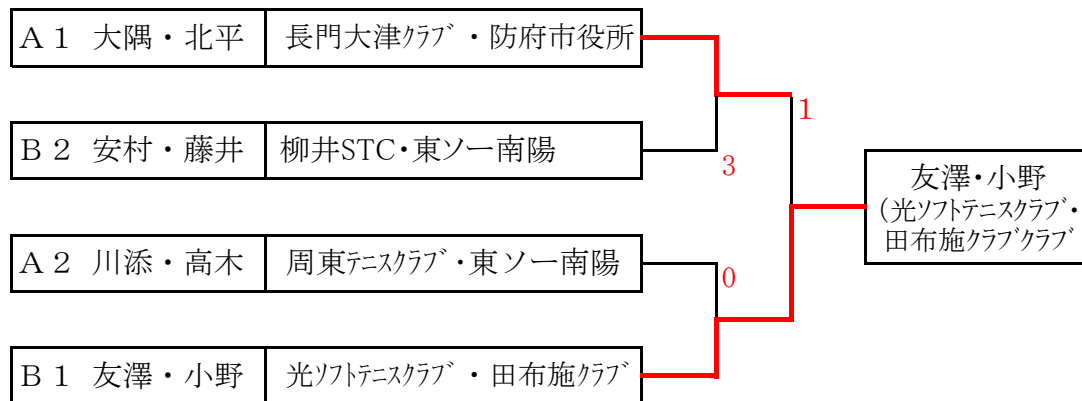 A 1 大隅・北平 長門大津ｸﾗﾌﾞ・防府市役所
1
B 2 安村・藤井 柳井STC・東ソー南陽
3
友澤・小野
(光ｿﾌﾄﾃﾆｽｸﾗﾌﾞ・
田布施ｸﾗﾌﾞｸﾗﾌﾞ
A 2 川添・高木 周東ﾃﾆｽｸﾗﾌﾞ・東ソー南陽
0
B 1 友澤・小野 光ｿﾌﾄﾃﾆｽｸﾗﾌﾞ・田布施ｸﾗﾌﾞ